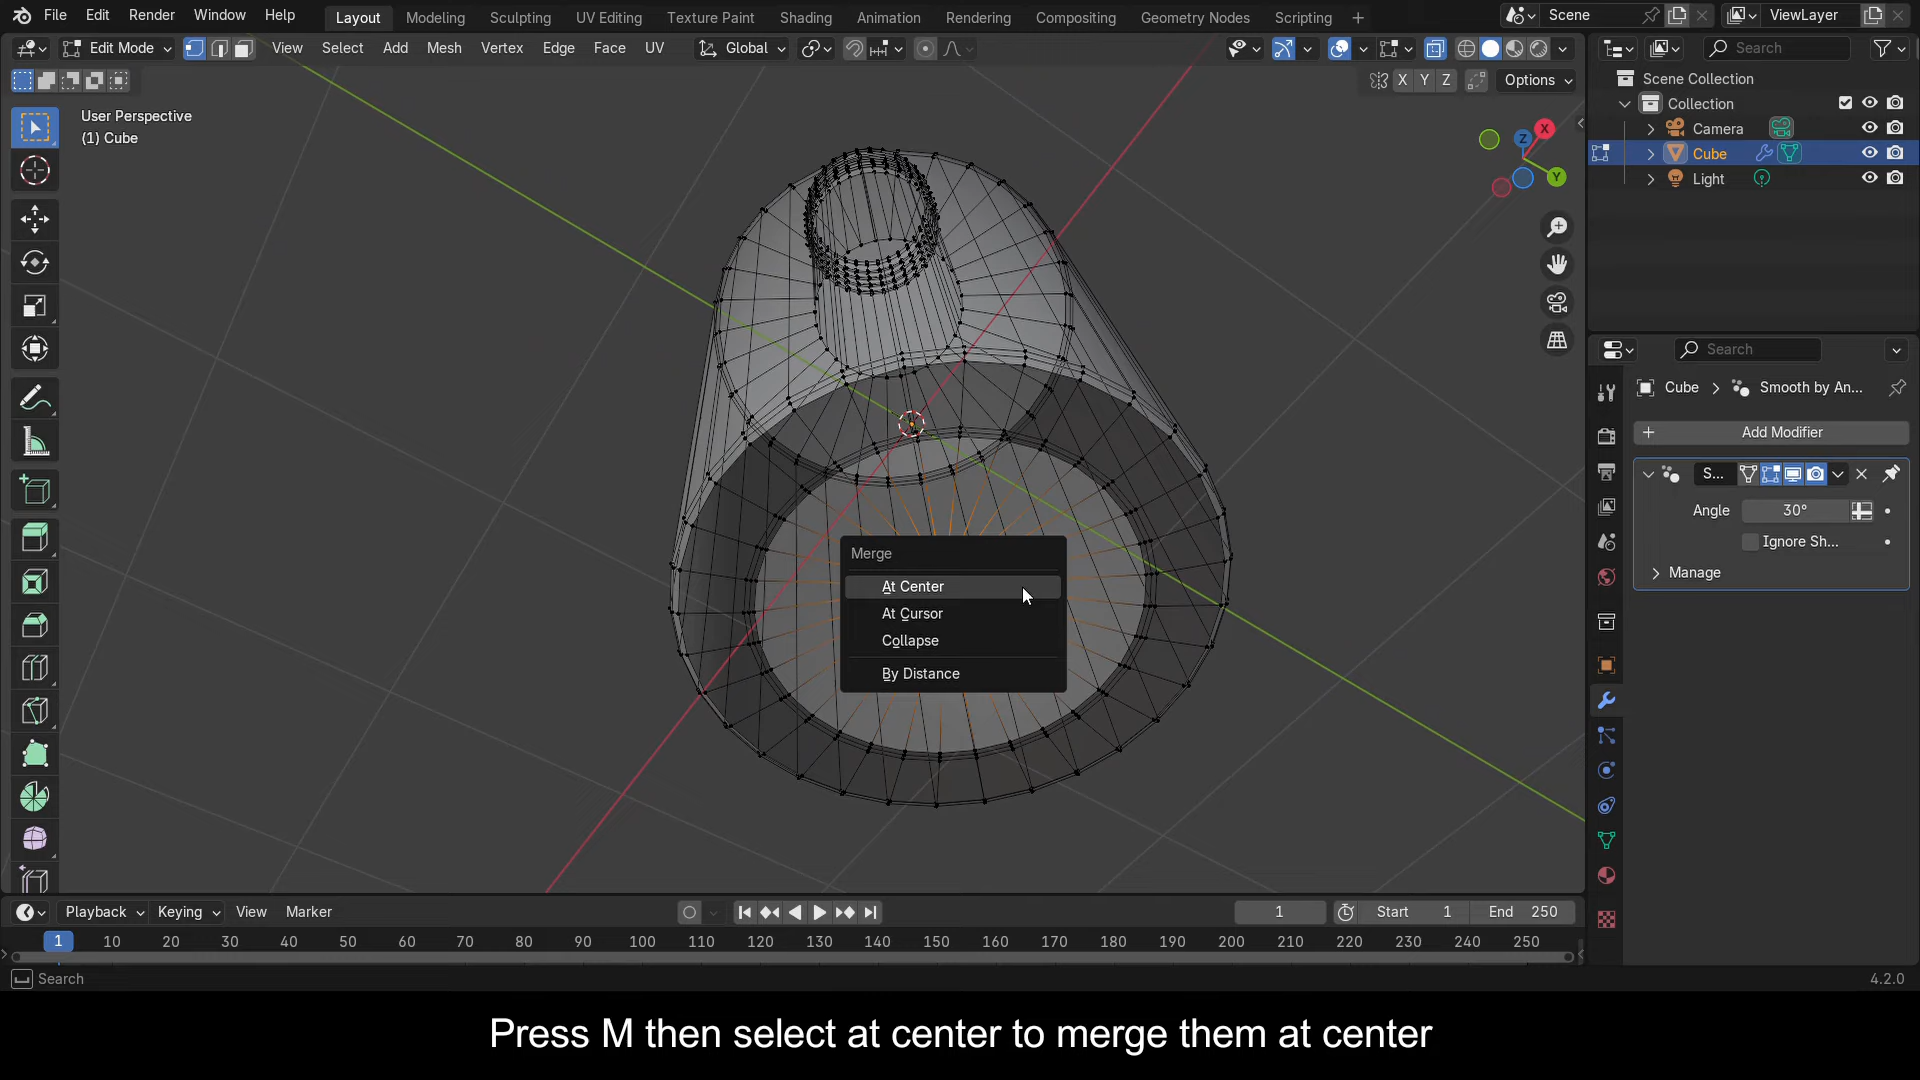 File Edit Render Window Help Layout Modeling Sculpting UV Editing Texture Paint Shading Animation Rendering Compositing Geometry Nodes Scripting Scene ViewLayer
Edit Mode View Select Add Mesh Vertex Edge Face UV Global Search
X Y Z Options
User Perspective
(1) Cube
Scene Collection
Collection
Camera
Cube
Light
X
Z
Y
Search
Cube Smooth by An...
Add Modifier
S...
Angle 30°
Ignore Sh...
Manage
Merge
At Center
At Cursor
Collapse
By Distance
Playback Keying View Marker 1 Start 1 End 250
1 10 20 30 40 50 60 70 80 90 100 110 120 130 140 150 160 170 180 190 200 210 220 230 240 250
Search 4.2.0
Press M then select at center to merge them at center